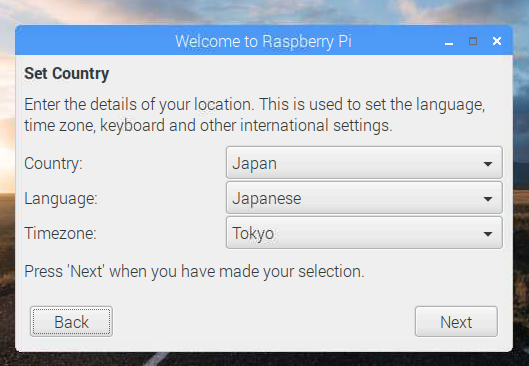 Welcome to Raspberry Pi
Set Country
Enter the details of your location. This is used to set the language,
time zone, keyboard and other international settings.
Country: Japan
Language: Japanese
Timezone: Tokyo
Press 'Next' when you have made your selection.
Back Next